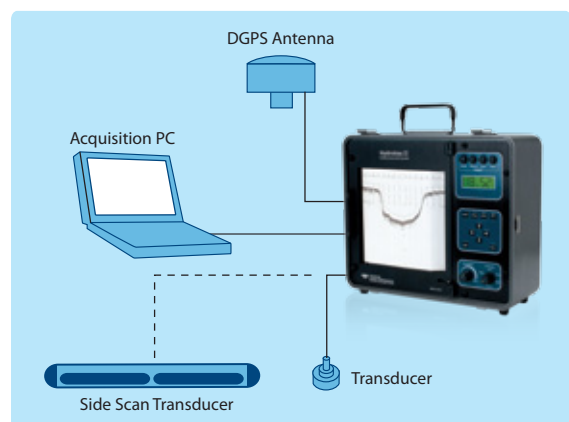 DGPS Antenna
Acquisition PC
Transducer
Side Scan Transducer